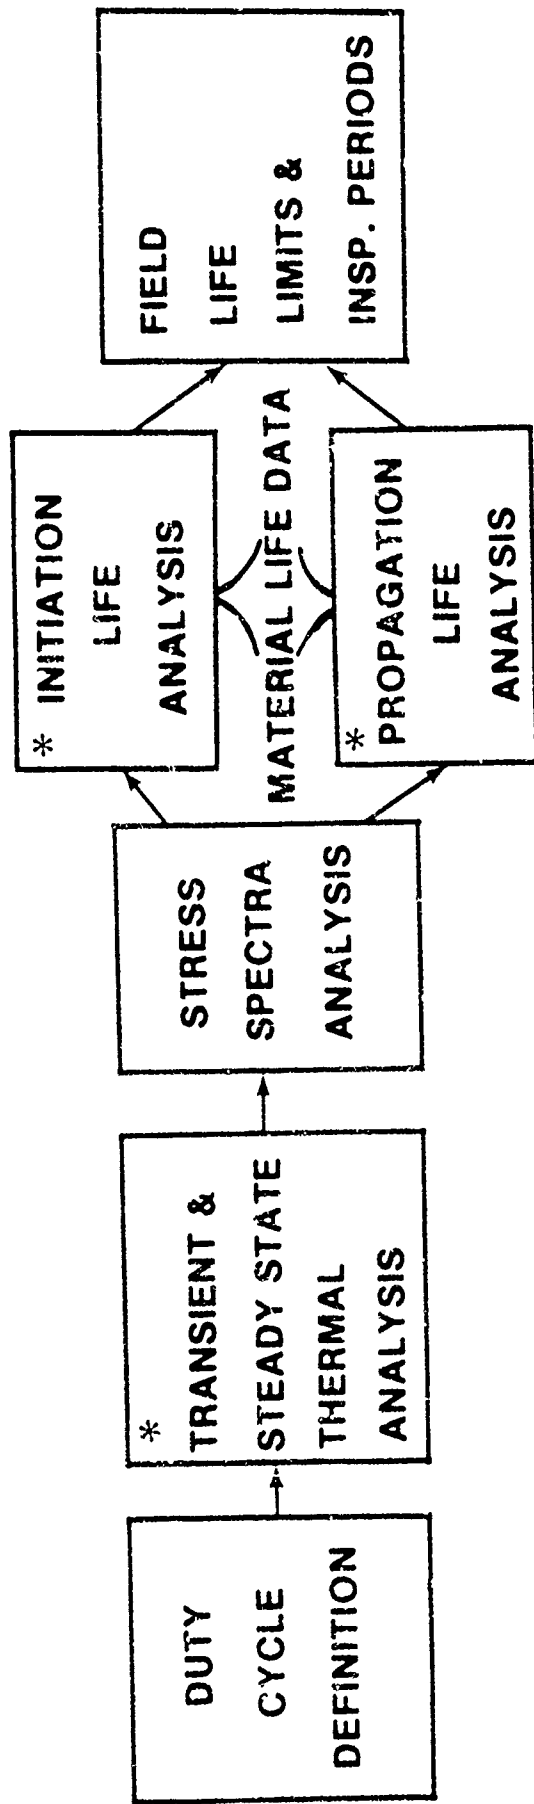 DUTY
CYCLE
DEFINITION
*
TRANSIENT &
STEADY STATE
THERMAL
ANALYSIS
STRESS
SPECTRA
ANALYSIS
* INITIATION
LIFE
ANALYSIS
MATERIAL LIFE DATA
*
PROPAGATION
LIFE
ANALYSIS
FIELD
LIFE
LIMITS &
INSP. PERIODS